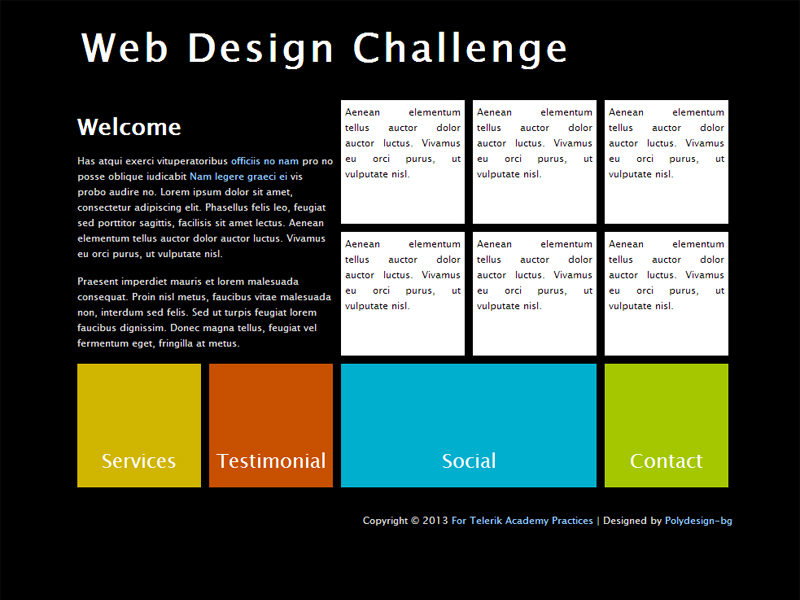 Web Design Challenge
Welcome
Has atqui exerci vituperatoribus officiis no nam pro no
posse oblique iudicabit Nam legere graeci ei vis
probo audire no. Lorem ipsum dolor sit amet,
consectetur adipiscing elit. Phasellus felis leo, feugiat
sed porttitor sagittis, facilisis sit amet lectus. Aenean
elementum tellus auctor dolor auctor luctus. Vivamus
eu orci purus, ut vulputate nisl.
Praesent imperdiet mauris et lorem malesuada
consequat. Proin nisl metus, faucibus vitae malesuada
non, interdum sed felis. Sed ut turpis feugiat lorem
faucibus dignissim. Donec magna tellus, feugiat vel
fermentum eget, fringilla at metus.
Aenean elementum
tellus auctor dolor
auctor luctus. Vivamus
eu orci purus, ut
vulputate nisl.
Aenean elementum
tellus auctor dolor
auctor luctus. Vivamus
eu orci purus, ut
vulputate nisl.
Aenean elementum
tellus auctor dolor
auctor luctus. Vivamus
eu orci purus, ut
vulputate nisl.
Aenean elementum
tellus auctor dolor
auctor luctus. Vivamus
eu orci purus, ut
vulputate nisl.
Aenean elementum
tellus auctor dolor
auctor luctus. Vivamus
eu orci purus, ut
vulputate nisl.
Aenean elementum
tellus auctor dolor
auctor luctus. Vivamus
eu orci purus, ut
vulputate nisl.
Services
Testimonial
Social
Contact
Copyright © 2013 For Telerik Academy Practices | Designed by Polydesign-bg